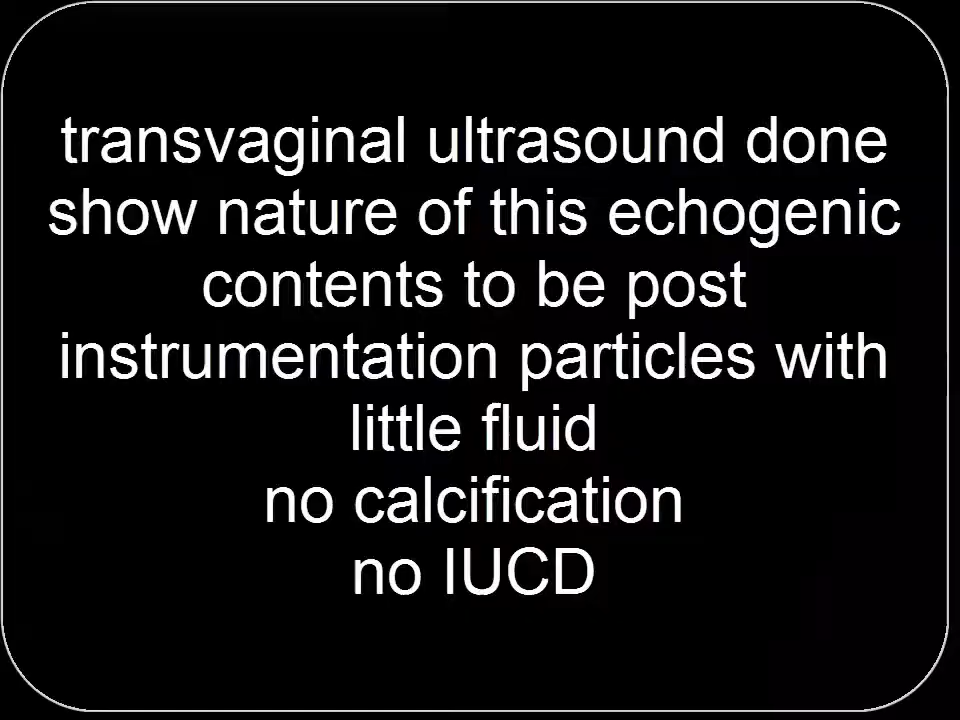 transvaginal ultrasound done
show nature of this echogenic
contents to be post
instrumentation particles with
little fluid
no calcification
no IUCD